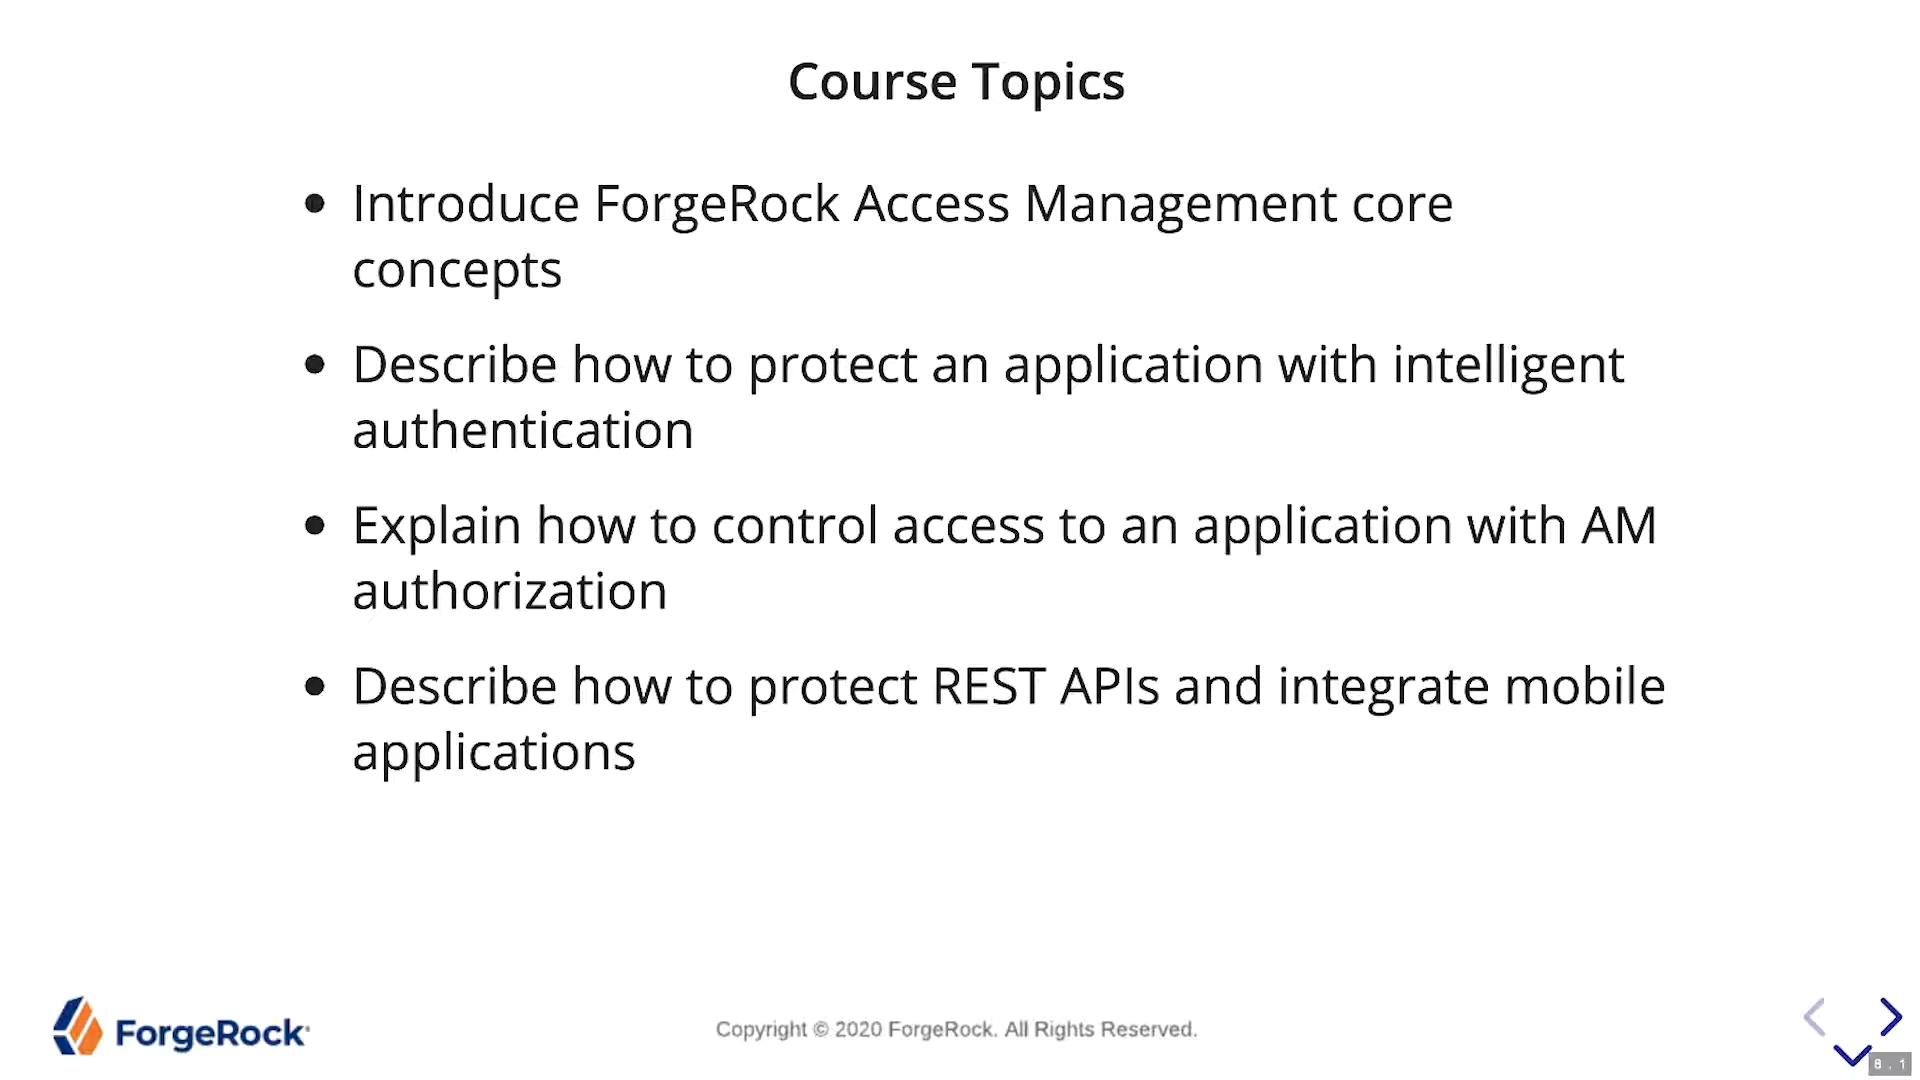 Course Topics
• Introduce ForgeRock Access Management core
concepts
• Describe how to protect an application with intelligent
authentication
• Explain how to control access to an application with AM
authorization
• Describe how to protect REST APIs and integrate mobile
applications
ForgeRock
Copyright © 2020 ForgeRock. All Rights Reserved.
8 . 1